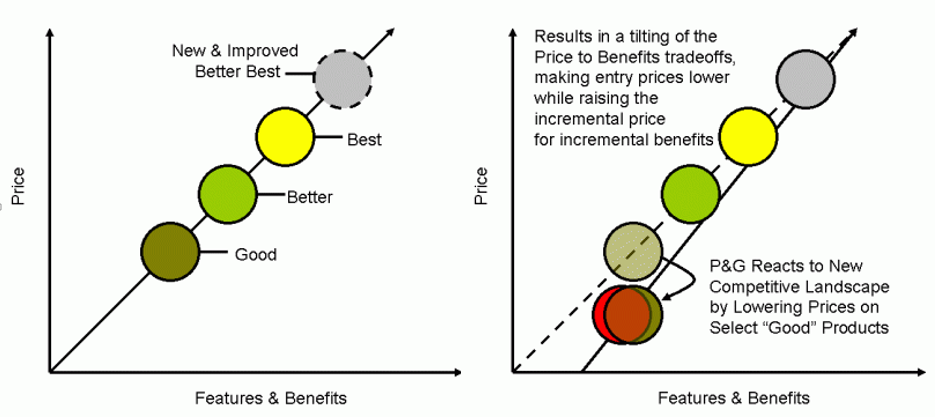 New & Improved
Better Best
Best
Better
Good
Price
Features & Benefits
Results in a tilting of the
Price to Benefits tradeoffs,
making entry prices lower
while raising the
incremental price
for incremental benefits
P&G Reacts to New
Competitive Landscape
by Lowering Prices on
Select “Good” Products
Price
Features & Benefits